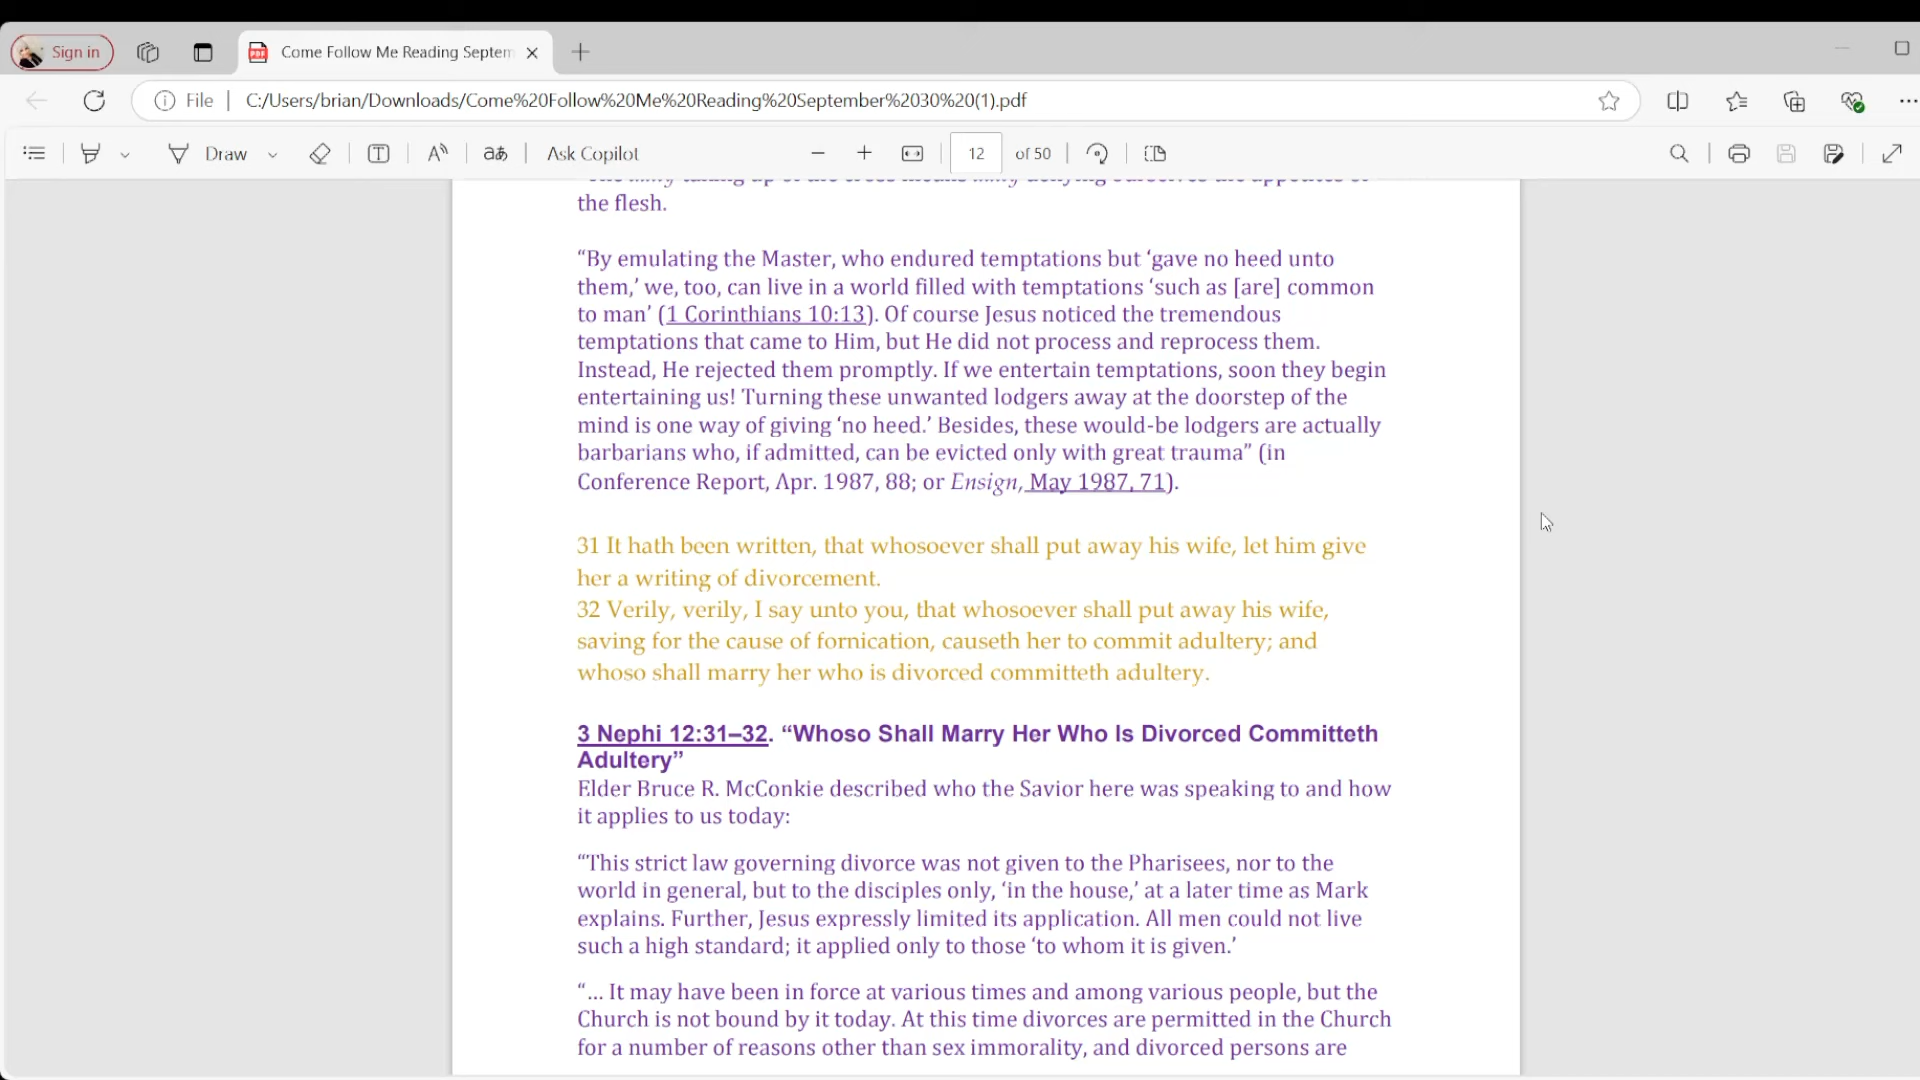 Sign in
Come Follow Me Reading Septem
File
C:/Users/brian/Downloads/Come%20Follow%20Me%20Reading%20September%2030%20(1).pdf
Draw
Ask Copilot
12
of 50
the flesh.
“By emulating the Master, who endured temptations but ‘gave no heed unto
them,’ we, too, can live in a world filled with temptations ‘such as [are] common
to man’ (1 Corinthians 10:13). Of course Jesus noticed the tremendous
temptations that came to Him, but He did not process and reprocess them.
Instead, He rejected them promptly. If we entertain temptations, soon they begin
entertaining us! Turning these unwanted lodgers away at the doorstep of the
mind is one way of giving ‘no heed.’ Besides, these would-be lodgers are actually
barbarians who, if admitted, can be evicted only with great trauma” (in
Conference Report, Apr. 1987, 88; or Ensign, May 1987, 71).
31 It hath been written, that whosoever shall put away his wife, let him give
her a writing of divorcement.
32 Verily, verily, I say unto you, that whosoever shall put away his wife,
saving for the cause of fornication, causeth her to commit adultery; and
whoso shall marry her who is divorced committeth adultery.
3 Nephi 12:31–32. “Whoso Shall Marry Her Who Is Divorced Committeth
Adultery”
Elder Bruce R. McConkie described who the Savior here was speaking to and how
it applies to us today:
“This strict law governing divorce was not given to the Pharisees, nor to the
world in general, but to the disciples only, ‘in the house,’ at a later time as Mark
explains. Further, Jesus expressly limited its application. All men could not live
such a high standard; it applied only to those ‘to whom it is given.’
“... It may have been in force at various times and among various people, but the
Church is not bound by it today. At this time divorces are permitted in the Church
for a number of reasons other than sex immorality, and divorced persons are